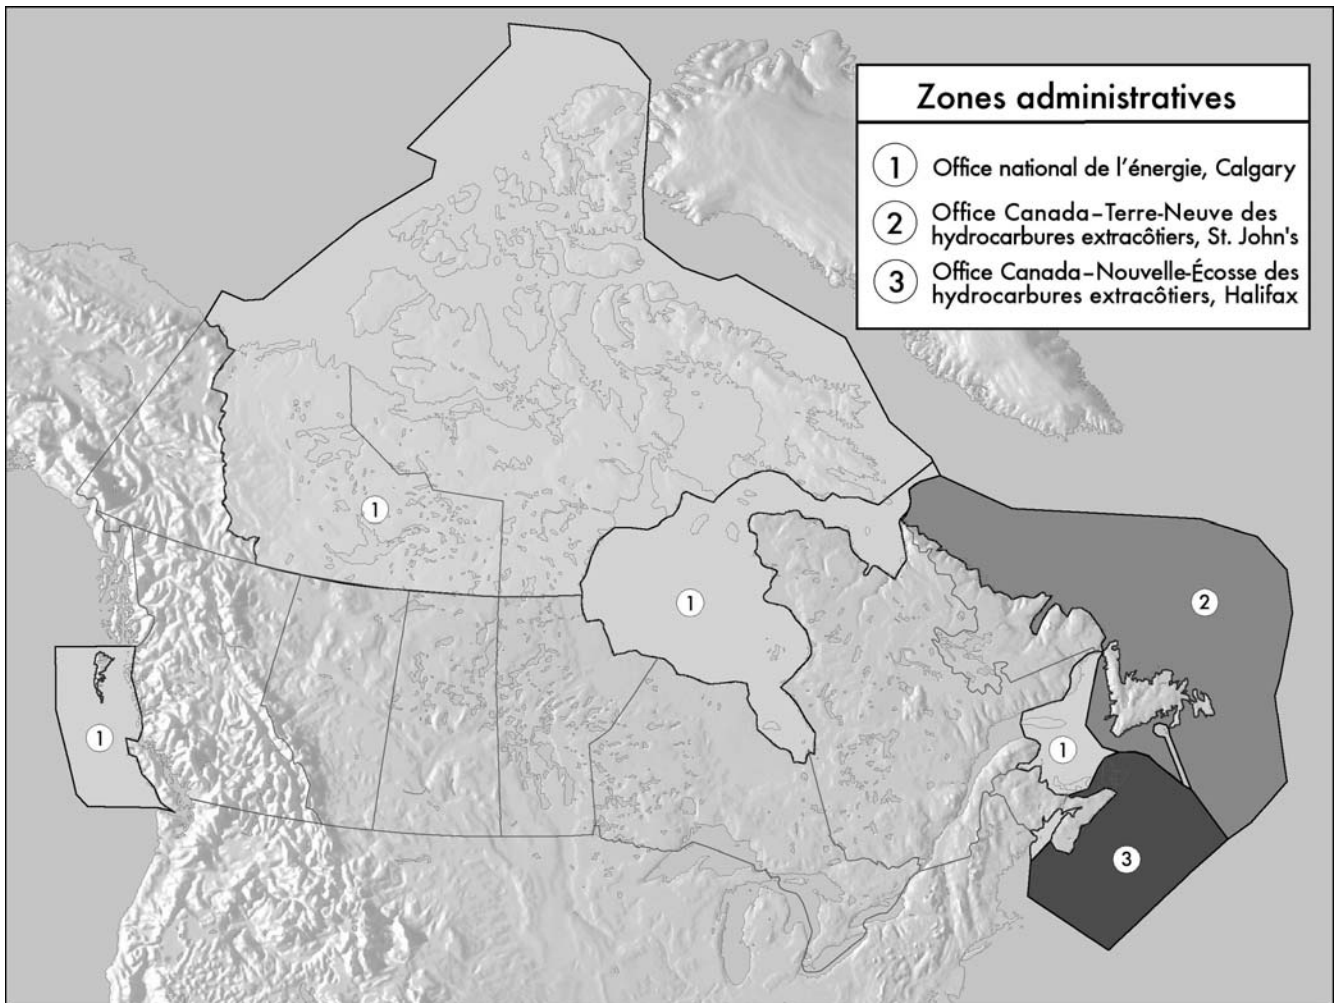 Zones administratives
1 Office national de l'énergie, Calgary
2 Office Canada–Terre-Neuve des
hydrocarbures extracôtiers, St. John's
3 Office Canada–Nouvelle-Écosse des
hydrocarbures extracôtiers, Halifax
1
1
2
1
1
3